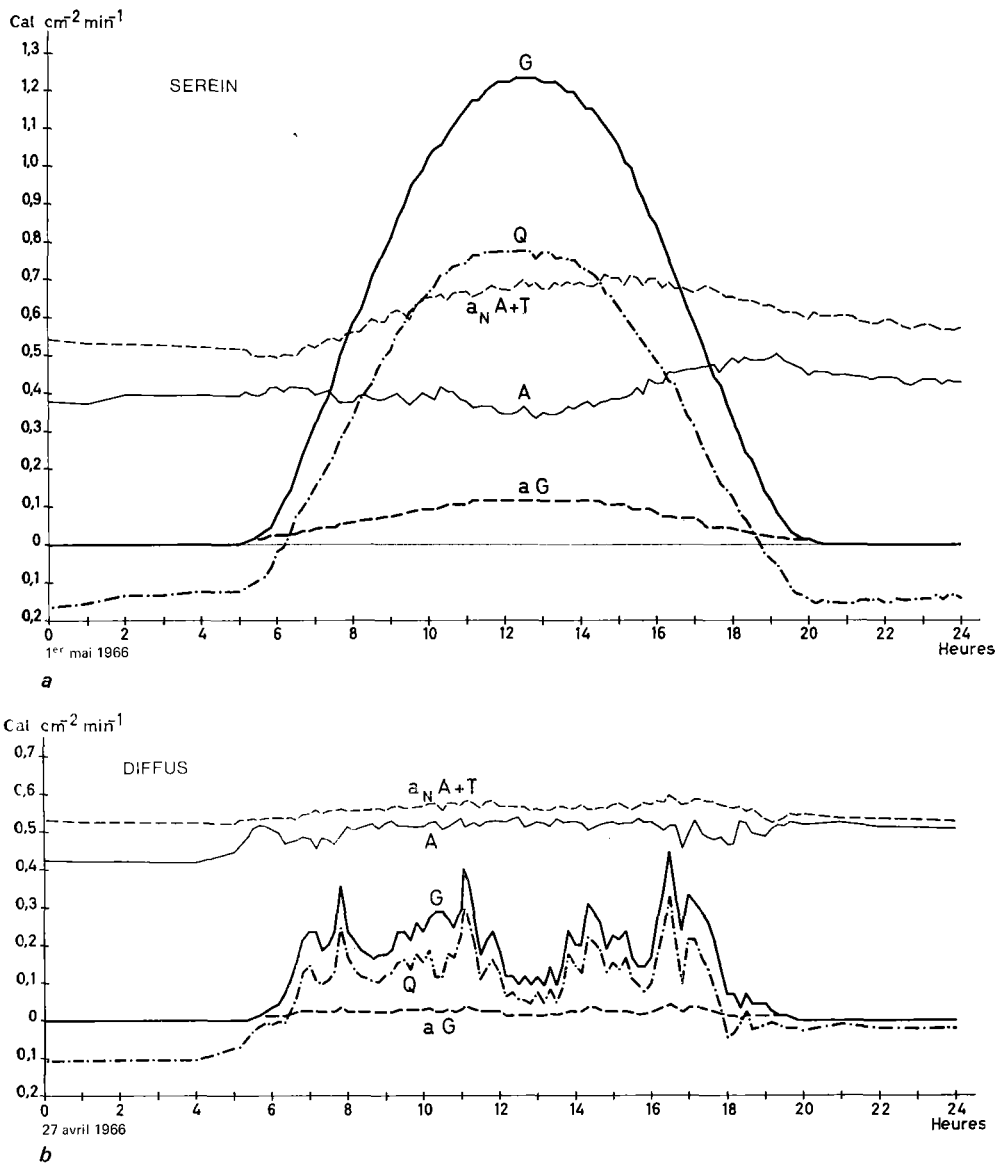 Cal cm⁻² min⁻¹
1,3
1,2
1,1
1,0
0,9
0,8
0,7
0,6
0,5
0,4
0,3
0,2
0,1
0
0,1
0,2
SEREIN
G
Q
a_N A+T
A
a G
0 2 4 6 8 10 12 14 16 18 20 22 24
1er mai 1966
Heures
a
Cal cm⁻² min⁻¹
0,7
0,6
0,5
0,4
0,3
0,2
0,1
0
0,1
0,2
DIFFUS
a_N A+T
A
G
Q
a G
0 2 4 6 8 10 12 14 16 18 20 22 24
27 avril 1966
Heures
b